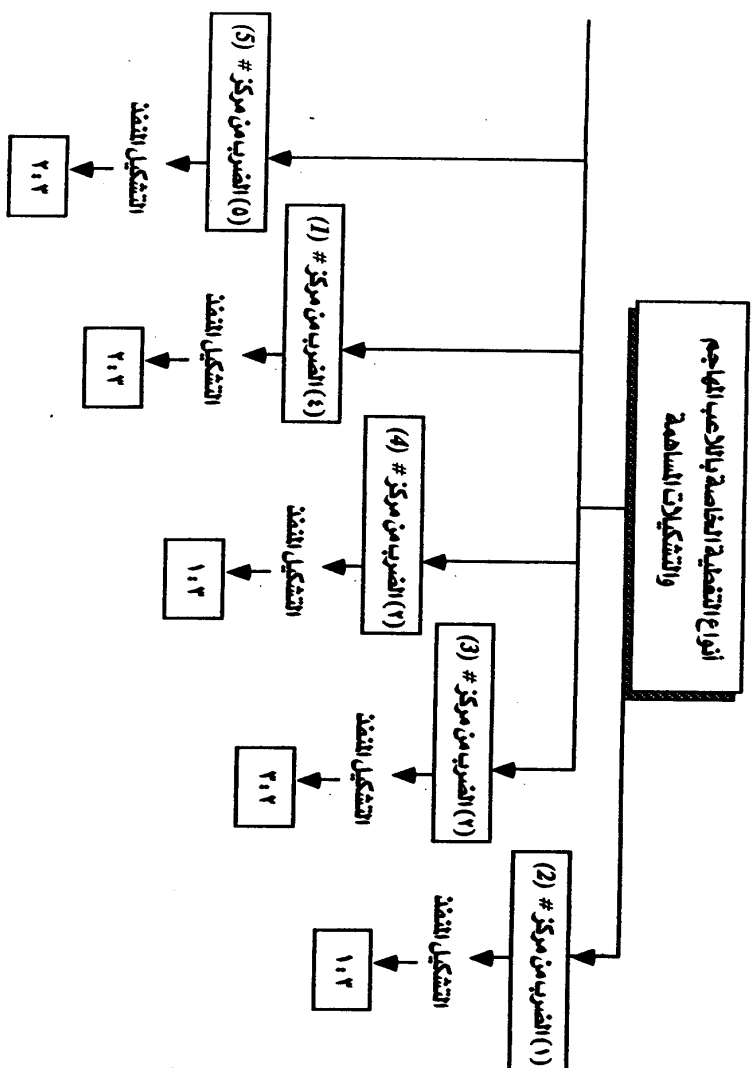 أنواع التغطية الخاصة باللاعب المهاجم
والتشكيلات المساهمة
(١) الضرب من مركز # (2)
التشكيل المنفذ
١:٣
(٢) الضرب من مركز # (3)
التشكيل المنفذ
٣:٢
(٣) الضرب من مركز # (4)
التشكيل المنفذ
١:٣
(٤) الضرب من مركز # (1)
التشكيل المنفذ
٢:٣
(٥) الضرب من مركز # (5)
التشكيل المنفذ
٢:٣